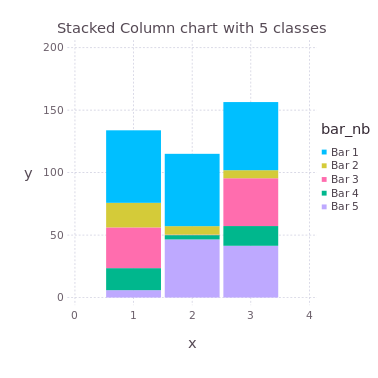 Stacked Column chart with 5 classes
200
150
100
50
0
y
0 1 2 3 4
x
bar_nb
Bar 1
Bar 2
Bar 3
Bar 4
Bar 5